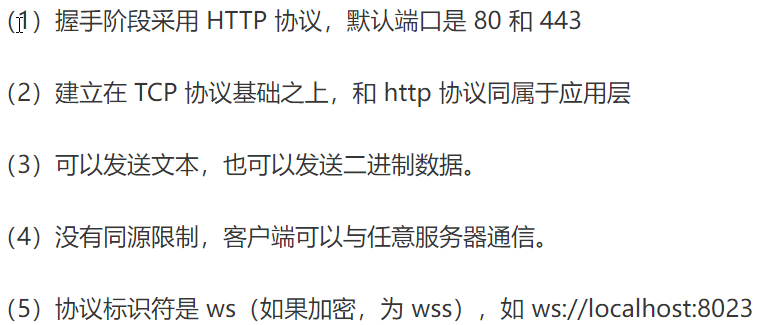 （1）握手阶段采用 HTTP 协议，默认端口是 80 和 443
（2）建立在 TCP 协议基础之上，和 http 协议同属于应用层
（3）可以发送文本，也可以发送二进制数据。
（4）没有同源限制，客户端可以与任意服务器通信。
（5）协议标识符是 ws（如果加密，为 wss），如 ws://localhost:8023